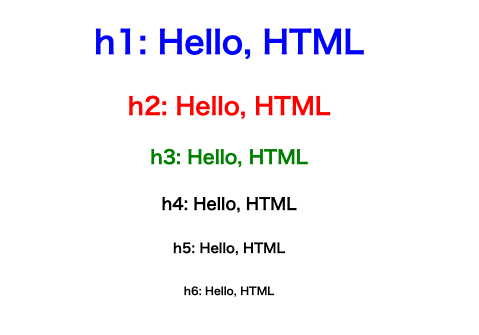 h1: Hello, HTML
h2: Hello, HTML
h3: Hello, HTML
h4: Hello, HTML
h5: Hello, HTML
h6: Hello, HTML